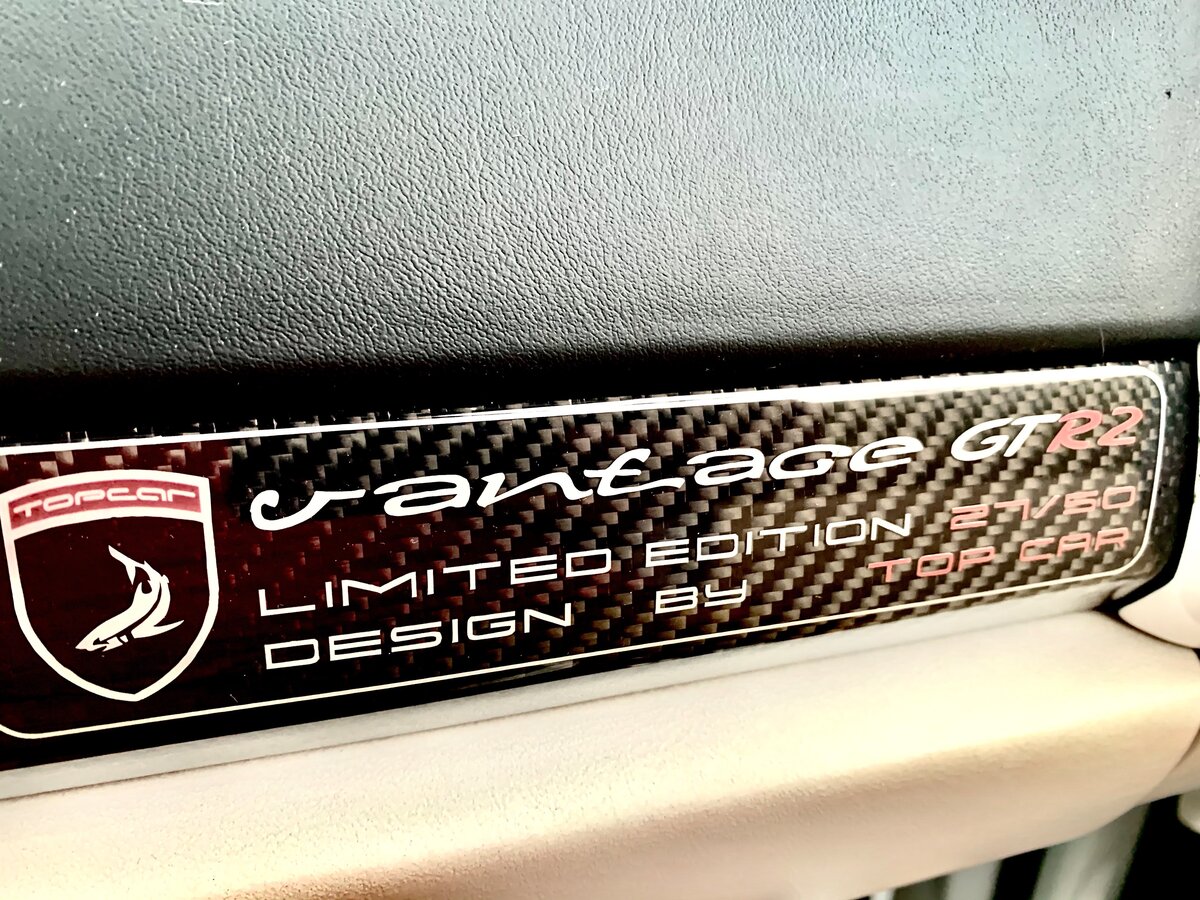 TOPCAR
vantage GTR2
LIMITED EDITION 27/50
DESIGN BY TOP CAR